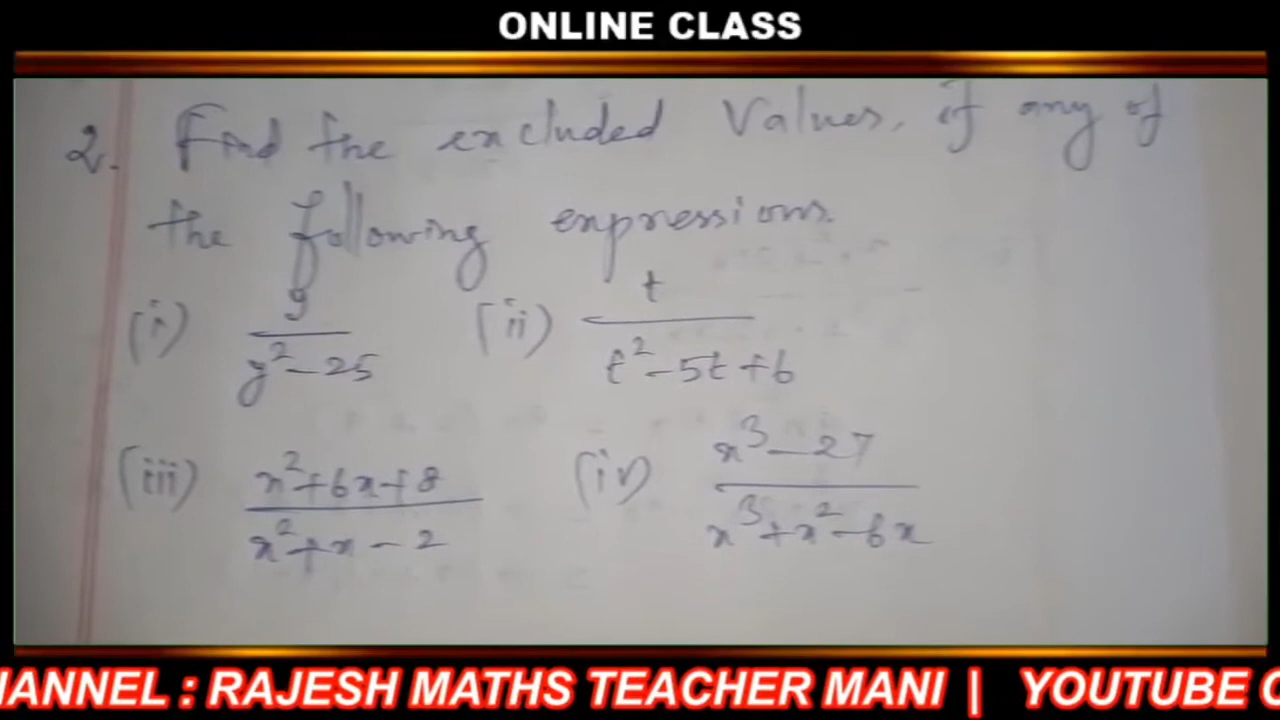 ONLINE CLASS
2. Find the excluded Values, if any of
the following expressions.
(i) y/y²-25 (ii) t/t²-5t+6
(iii) x²+6x+8/x²+x-2 (iv) x³-27/x³+x²-6x
HANNEL : RAJESH MATHS TEACHER MANI | YOUTUBE C